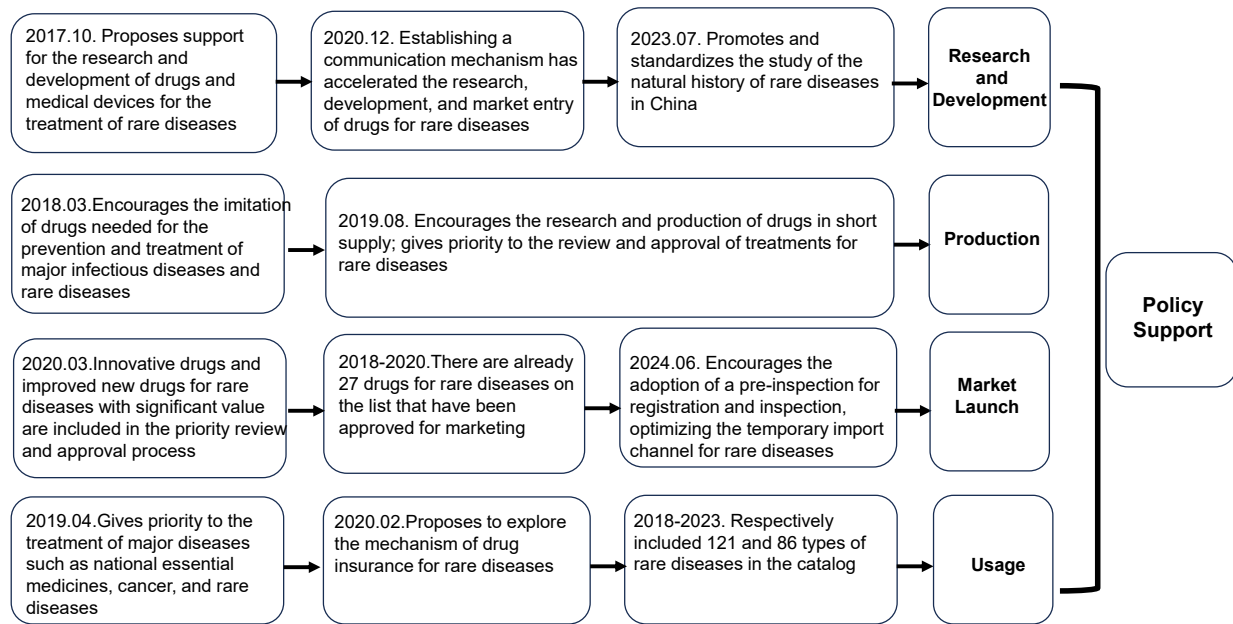 2017.10. Proposes support
for the research and
development of drugs and
medical devices for the
treatment of rare diseases
2020.12. Establishing a
communication mechanism has
accelerated the research,
development, and market entry
of drugs for rare diseases
2023.07. Promotes and
standardizes the study of the
natural history of rare diseases
in China
Research
and
Development
2018.03.Encourages the imitation
of drugs needed for the
prevention and treatment of
major infectious diseases and
rare diseases
2019.08. Encourages the research and production of drugs in short
supply; gives priority to the review and approval of treatments for
rare diseases
Production
Policy
Support
2020.03.Innovative drugs and
improved new drugs for rare
diseases with significant value
are included in the priority review
and approval process
2018-2020.There are already
27 drugs for rare diseases on
the list that have been
approved for marketing
2024.06. Encourages the
adoption of a pre-inspection for
registration and inspection,
optimizing the temporary import
channel for rare diseases
Market
Launch
2019.04.Gives priority to the
treatment of major diseases
such as national essential
medicines, cancer, and rare
diseases
2020.02.Proposes to explore
the mechanism of drug
insurance for rare diseases
2018-2023. Respectively
included 121 and 86 types of
rare diseases in the catalog
Usage